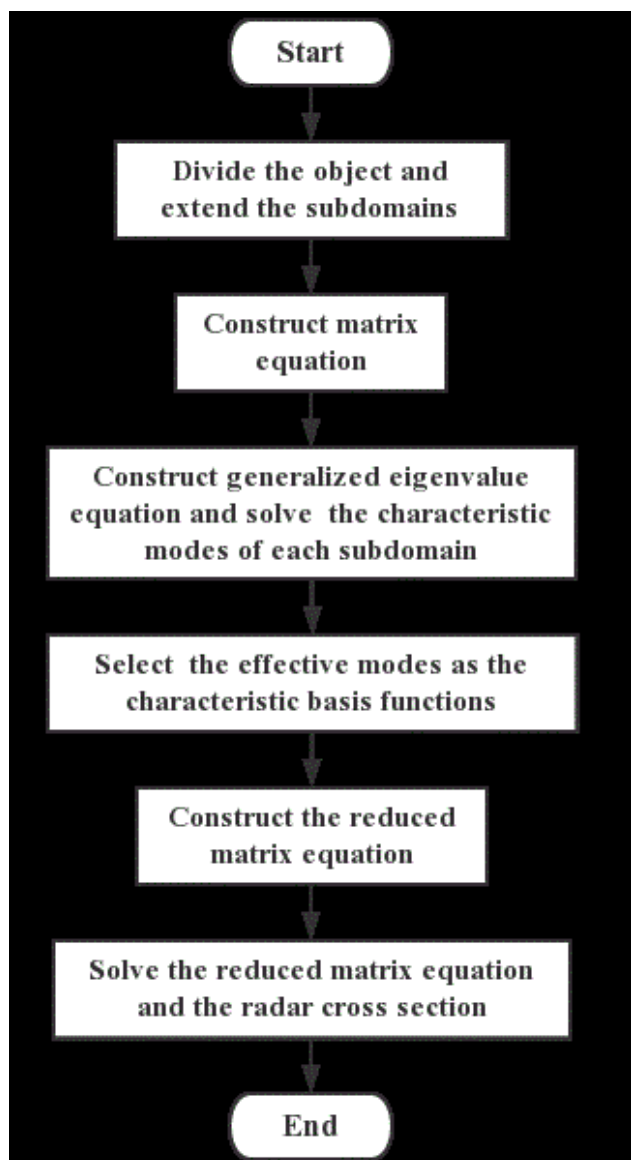 Start
Divide the object and
extend the subdomains
Construct matrix
equation
Construct generalized eigenvalue
equation and solve the characteristic
modes of each subdomain
Select the effective modes as the
characteristic basis functions
Construct the reduced
matrix equation
Solve the reduced matrix equation
and the radar cross section
End